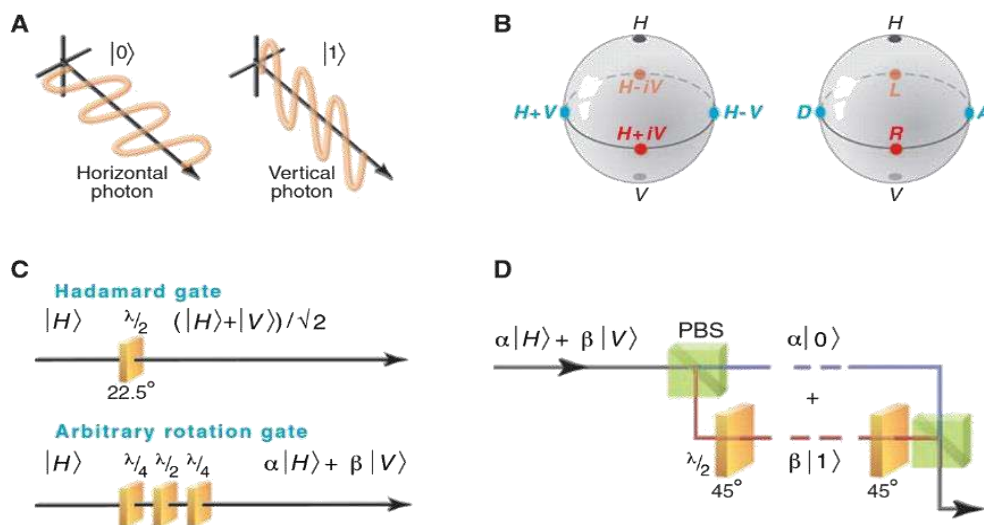 A
|0⟩
|1⟩
Horizontal
photon
Vertical
photon
B
H
H-iV
H+V
H-V
H+iV
V
H
L
D
A
R
V
C
Hadamard gate
|H⟩ λ/2 (|H⟩+|V⟩)/√2
22.5°
Arbitrary rotation gate
|H⟩ λ/4 λ/2 λ/4 α|H⟩+ β|V⟩
D
α|H⟩+ β|V⟩
PBS
α|0⟩
+
λ/2
β|1⟩
45°
45°